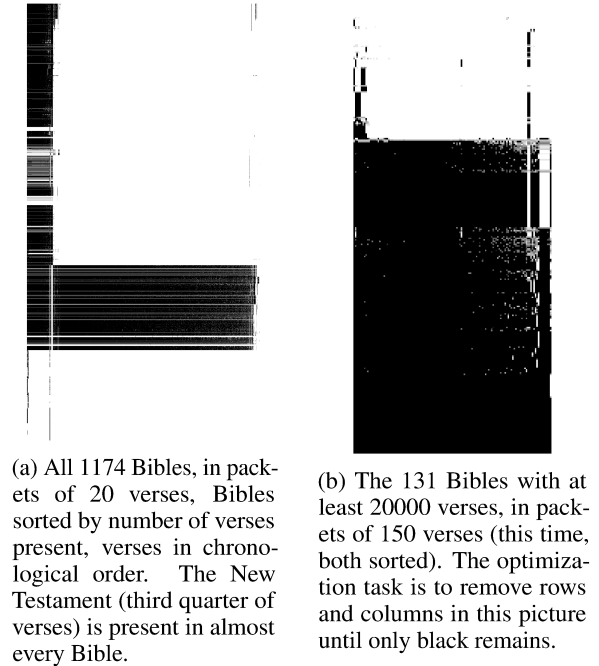 (a) All 1174 Bibles, in pack-
ets of 20 verses, Bibles
sorted by number of verses
present, verses in chrono-
logical order. The New
Testament (third quarter of
verses) is present in almost
every Bible.
(b) The 131 Bibles with at
least 20000 verses, in pack-
ets of 150 verses (this time,
both sorted). The optimiza-
tion task is to remove rows
and columns in this picture
until only black remains.